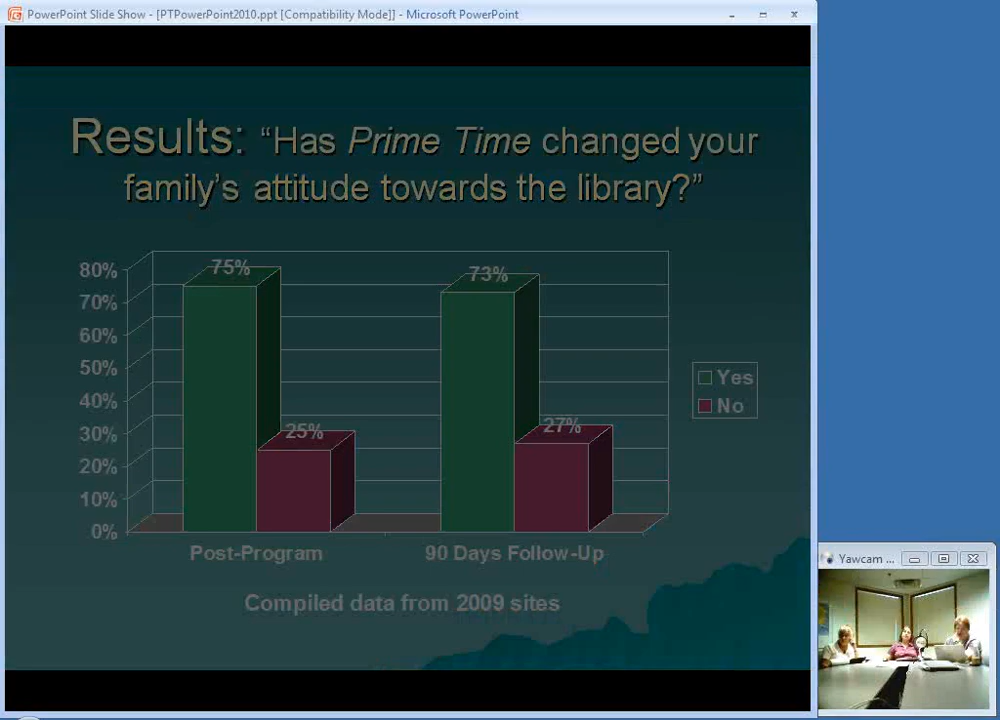 PowerPoint Slide Show - [PTPowerPoint2010.ppt [Compatibility Mode]] - Microsoft PowerPoint
Results: “Has Prime Time changed your
family’s attitude towards the library?”
80%
70%
60%
50%
40%
30%
20%
10%
0%
75%
25%
73%
27%
Post-Program
90 Days Follow-Up
Yes
No
Compiled data from 2009 sites
Yawcam ...